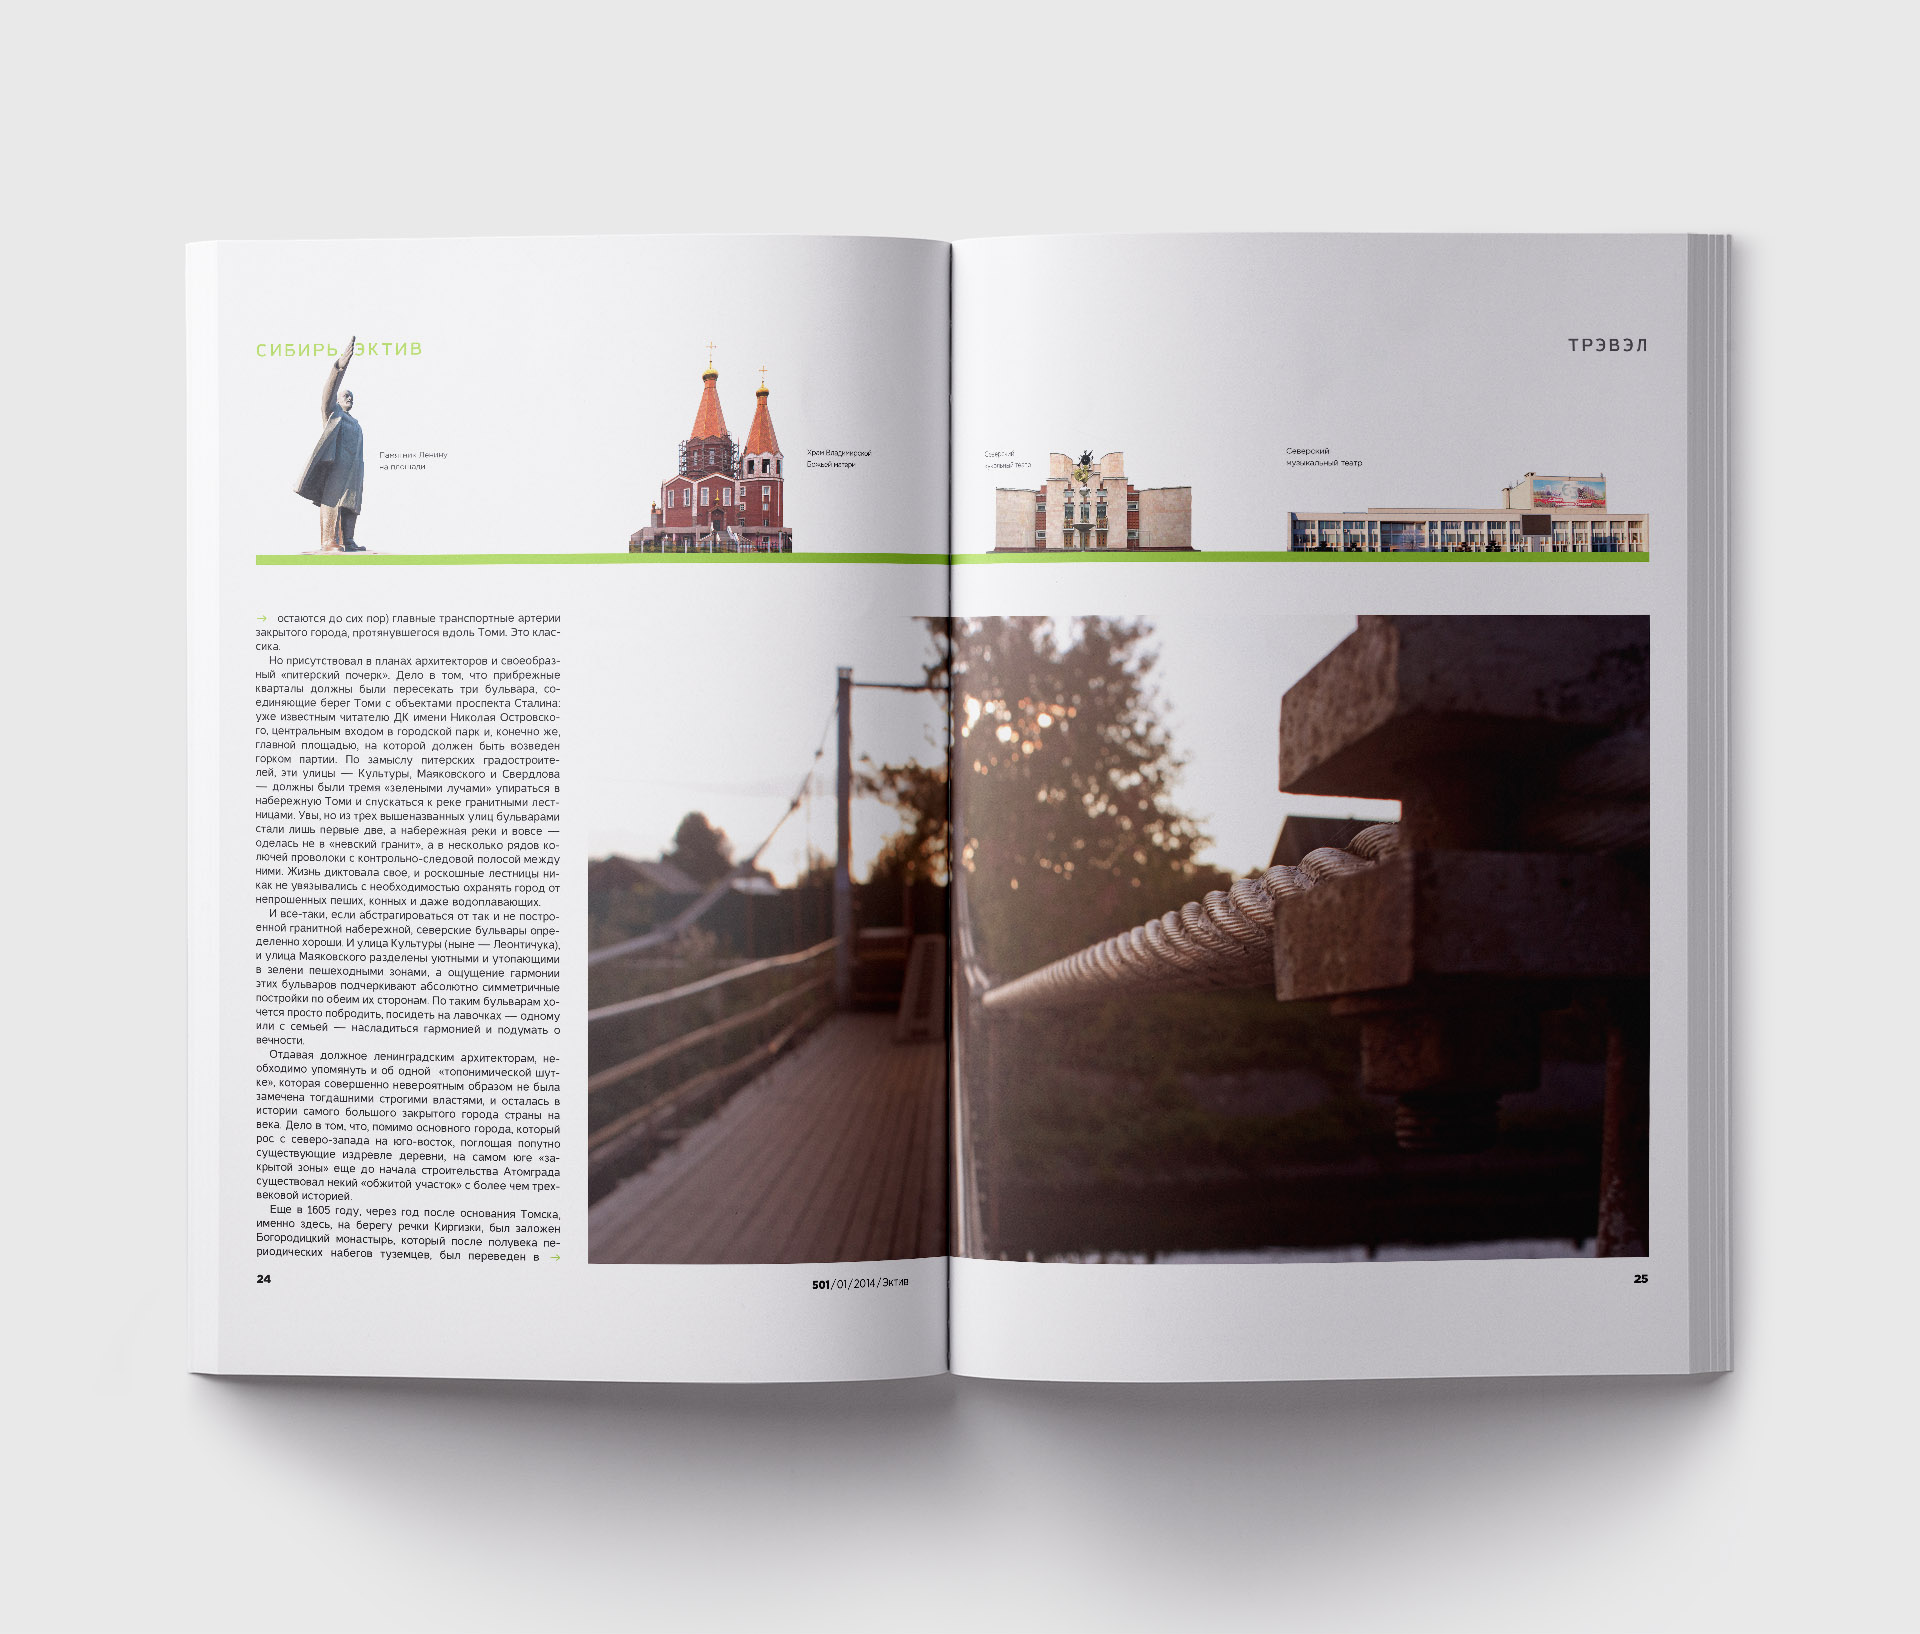 СИБИРЬ ЭКТИВ
ТРЭВЭЛ
Памятник Ленину
на площади
Храм Владимирской
Божьей матери
Северский
музыкальный театр
Северский
музыкальный театр
→ остаются до сих пор) главные транспортные артерии
закрытого города, протянувшегося вдоль Томи. Это клас-
сика.
Но присутствовал в планах архитекторов и своеобраз-
ный «питерский почерк». Дело в том, что прибрежные
кварталы должны были пересекать три бульвара, со-
единяющие берег Томи с объектами проспекта Сталина:
уже известным читателю ДК имени Николая Островско-
го, центральным входом в городской парк и, конечно же,
главной площадью, на которой должен быть возведен
горком партии. По замыслу питерских градостроите-
лей, эти улицы — Культуры, Маяковского и Свердлова
— должны были тремя «зелеными лучами» упираться в
набережную Томи и спускаться к реке гранитными лест-
ницами. Увы, но из трех вышеназванных улиц бульварами
стали лишь первые две, а набережная реки и вовсе —
оделась не в «невский гранит», а в несколько рядов ко-
лючей проволоки с контрольно-следовой полосой между
ними. Жизнь диктовала свое, и роскошные лестницы ни-
как не увязывались с необходимостью охранять город от
непрошенных пеших, конных и даже водоплавающих.
И все-таки, если абстрагироваться от так и не постро-
енной гранитной набережной, северские бульвары опре-
деленно хороши. И улица Культуры (ныне — Леонтичука),
и улица Маяковского разделены уютными и утопающими
в зелени пешеходными зонами, а ощущение гармонии
этих бульваров подчеркивают абсолютно симметричные
постройки по обеим их сторонам. По таким бульварам хо-
чется просто побродить, посидеть на лавочках — одному
или с семьей — насладиться гармонией и подумать о
вечности.
Отдавая должное ленинградским архитекторам, не-
обходимо упомянуть и об одной «топонимической шут-
ке», которая совершенно невероятным образом не была
замечена тогдашними строгими властями, и осталась в
истории самого большого закрытого города страны на
века. Дело в том, что, помимо основного города, который
рос с северо-запада на юго-восток, поглощая попутно
существующие издревле деревни, на самом юге «за-
крытой зоны» еще до начала строительства Атомграда
существовал некий «обжитой участок» с более чем трех-
вековой историей.
Еще в 1605 году, через год после основания Томска,
именно здесь, на берегу речки Киргизки, был заложен
Богородицкий монастырь, который после полувека пе-
риодических набегов туземцев, был переведен в →
24
501/01/2014/Эктив
25